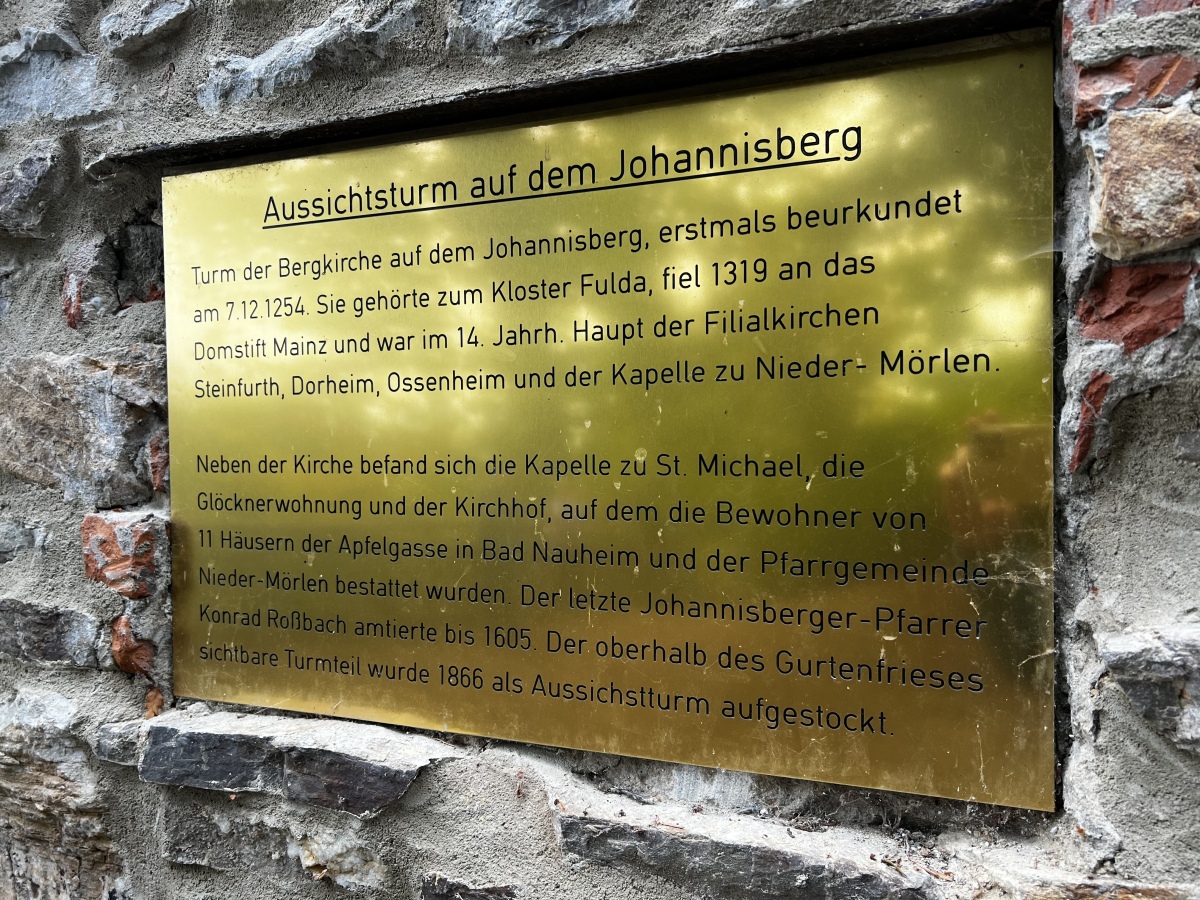 Aussichtsturm auf dem Johannisberg
Turm der Bergkirche auf dem Johannisberg, erstmals beurkundet
am 7.12.1254. Sie gehörte zum Kloster Fulda, fiel 1319 an das
Domstift Mainz und war im 14. Jahrh. Haupt der Filialkirchen
Steinfurth, Dorheim, Ossenheim und der Kapelle zu Nieder- Mörlen.
Neben der Kirche befand sich die Kapelle zu St. Michael, die
Glöcknerwohnung und der Kirchhof, auf dem die Bewohner von
11 Häusern der Apfelgasse in Bad Nauheim und der Pfarrgemeinde
Nieder-Mörlen bestattet wurden. Der letzte Johannisberger-Pfarrer
Konrad Roßbach amtierte bis 1605. Der oberhalb des Gurtenfrieses
sichtbare Turmteil wurde 1866 als Aussichstturm aufgestockt.